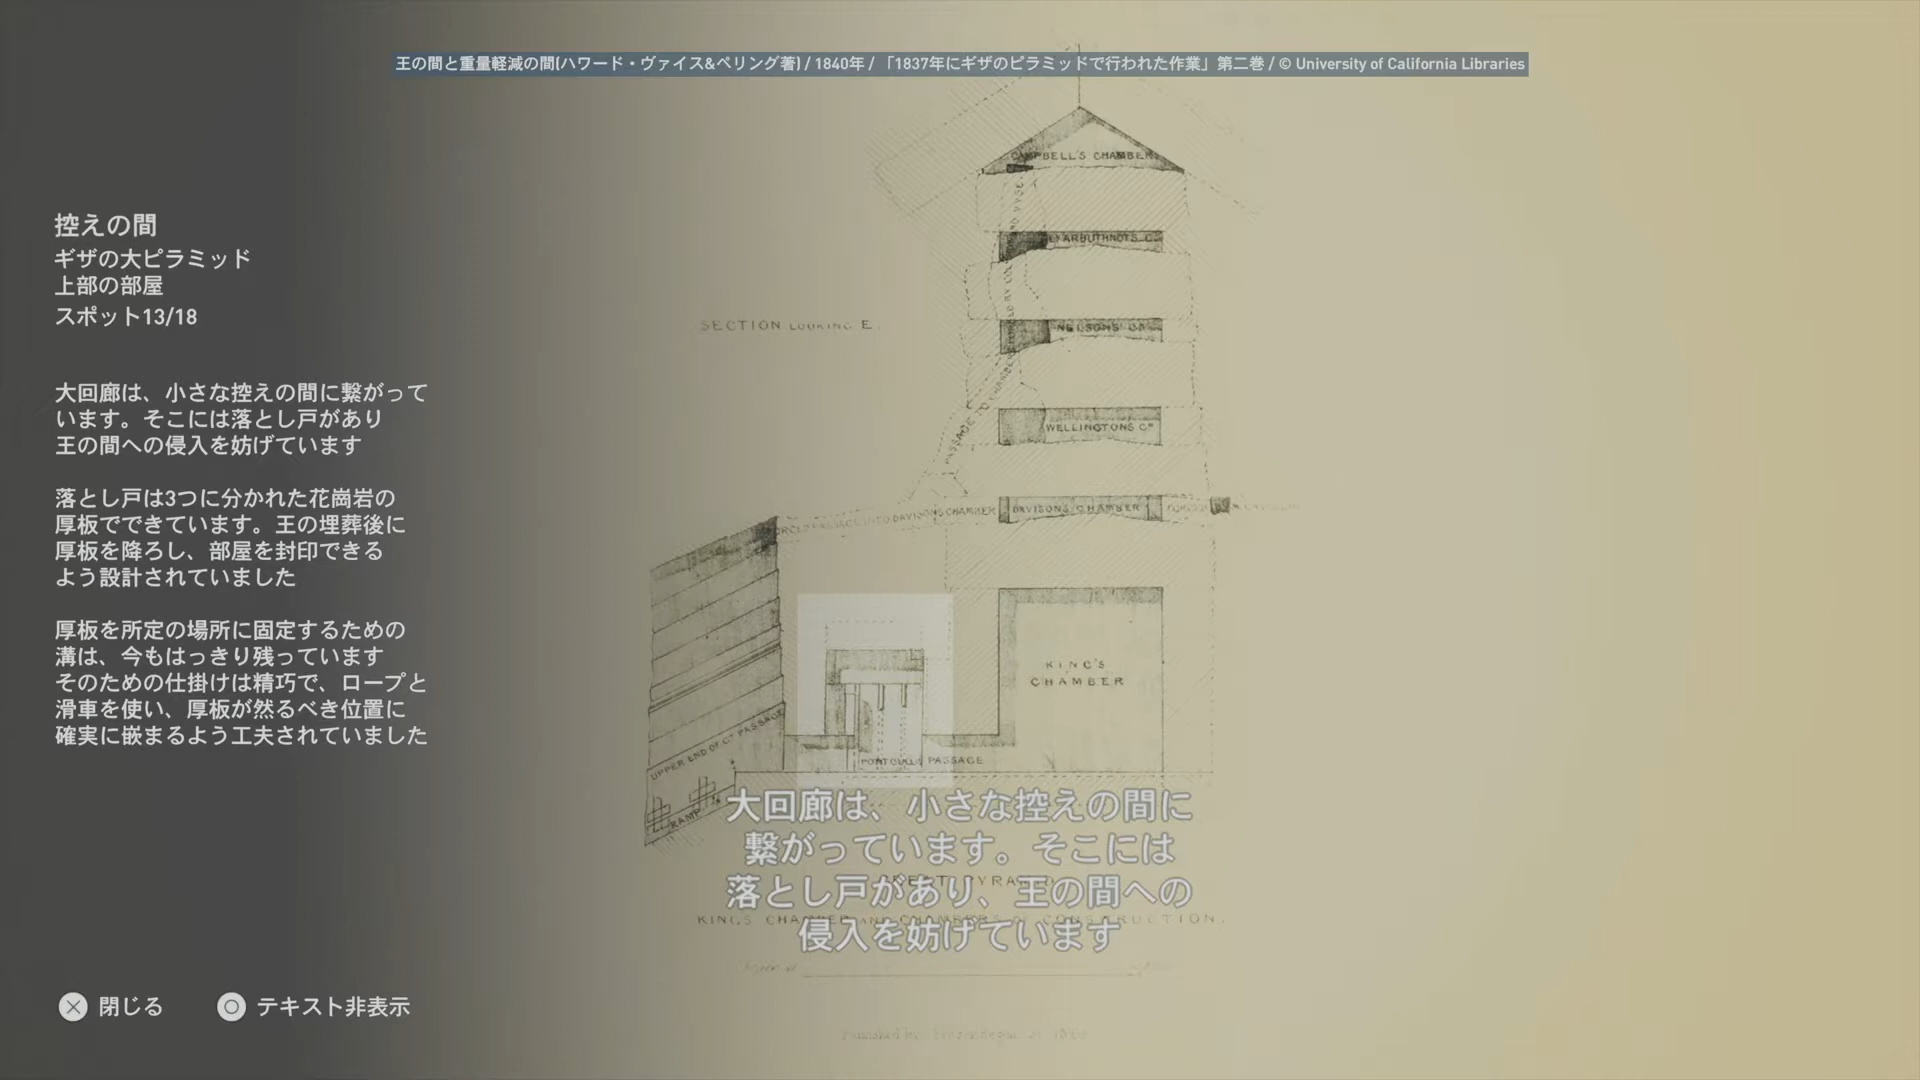 王の間と重量軽減の間(ハワード・ヴァイス&ペリング著) / 1840年 / 「1837年にギザのピラミッドで行われた作業」第二巻 / © University of California Libraries
控えの間
ギザの大ピラミッド
上部の部屋
スポット13/18
大回廊は、小さな控えの間に繋がって
います。そこには落とし戸があり
王の間への侵入を妨げています
落とし戸は3つに分かれた花崗岩の
厚板でできています。王の埋葬後に
厚板を降ろし、部屋を封印できる
よう設計されていました
厚板を所定の場所に固定するための
溝は、今もはっきり残っています
そのための仕掛けは精巧で、ロープと
滑車を使い、厚板が然るべき位置に
確実に嵌まるよう工夫されていました
CAMPBELL'S CHAMBER
ARBUTHNOTS C
SECTION LOOKING E.
NELSONS
WELLINGTONS C
FORCED PASSAGE INTO DAVISONS CHAMBER
DAVISONS CHAMBER
KING'S
CHAMBER
UPPER END OF GT PASSAGE
PORTCULLIS PASSAGE
RAMP
大回廊は、小さな控えの間に
繋がっています。そこには
落とし戸があり、王の間への
侵入を妨げています
KINGS CHAMBER AND CHAMBERS OF CONSTRUCTION.
閉じる
テキスト非表示